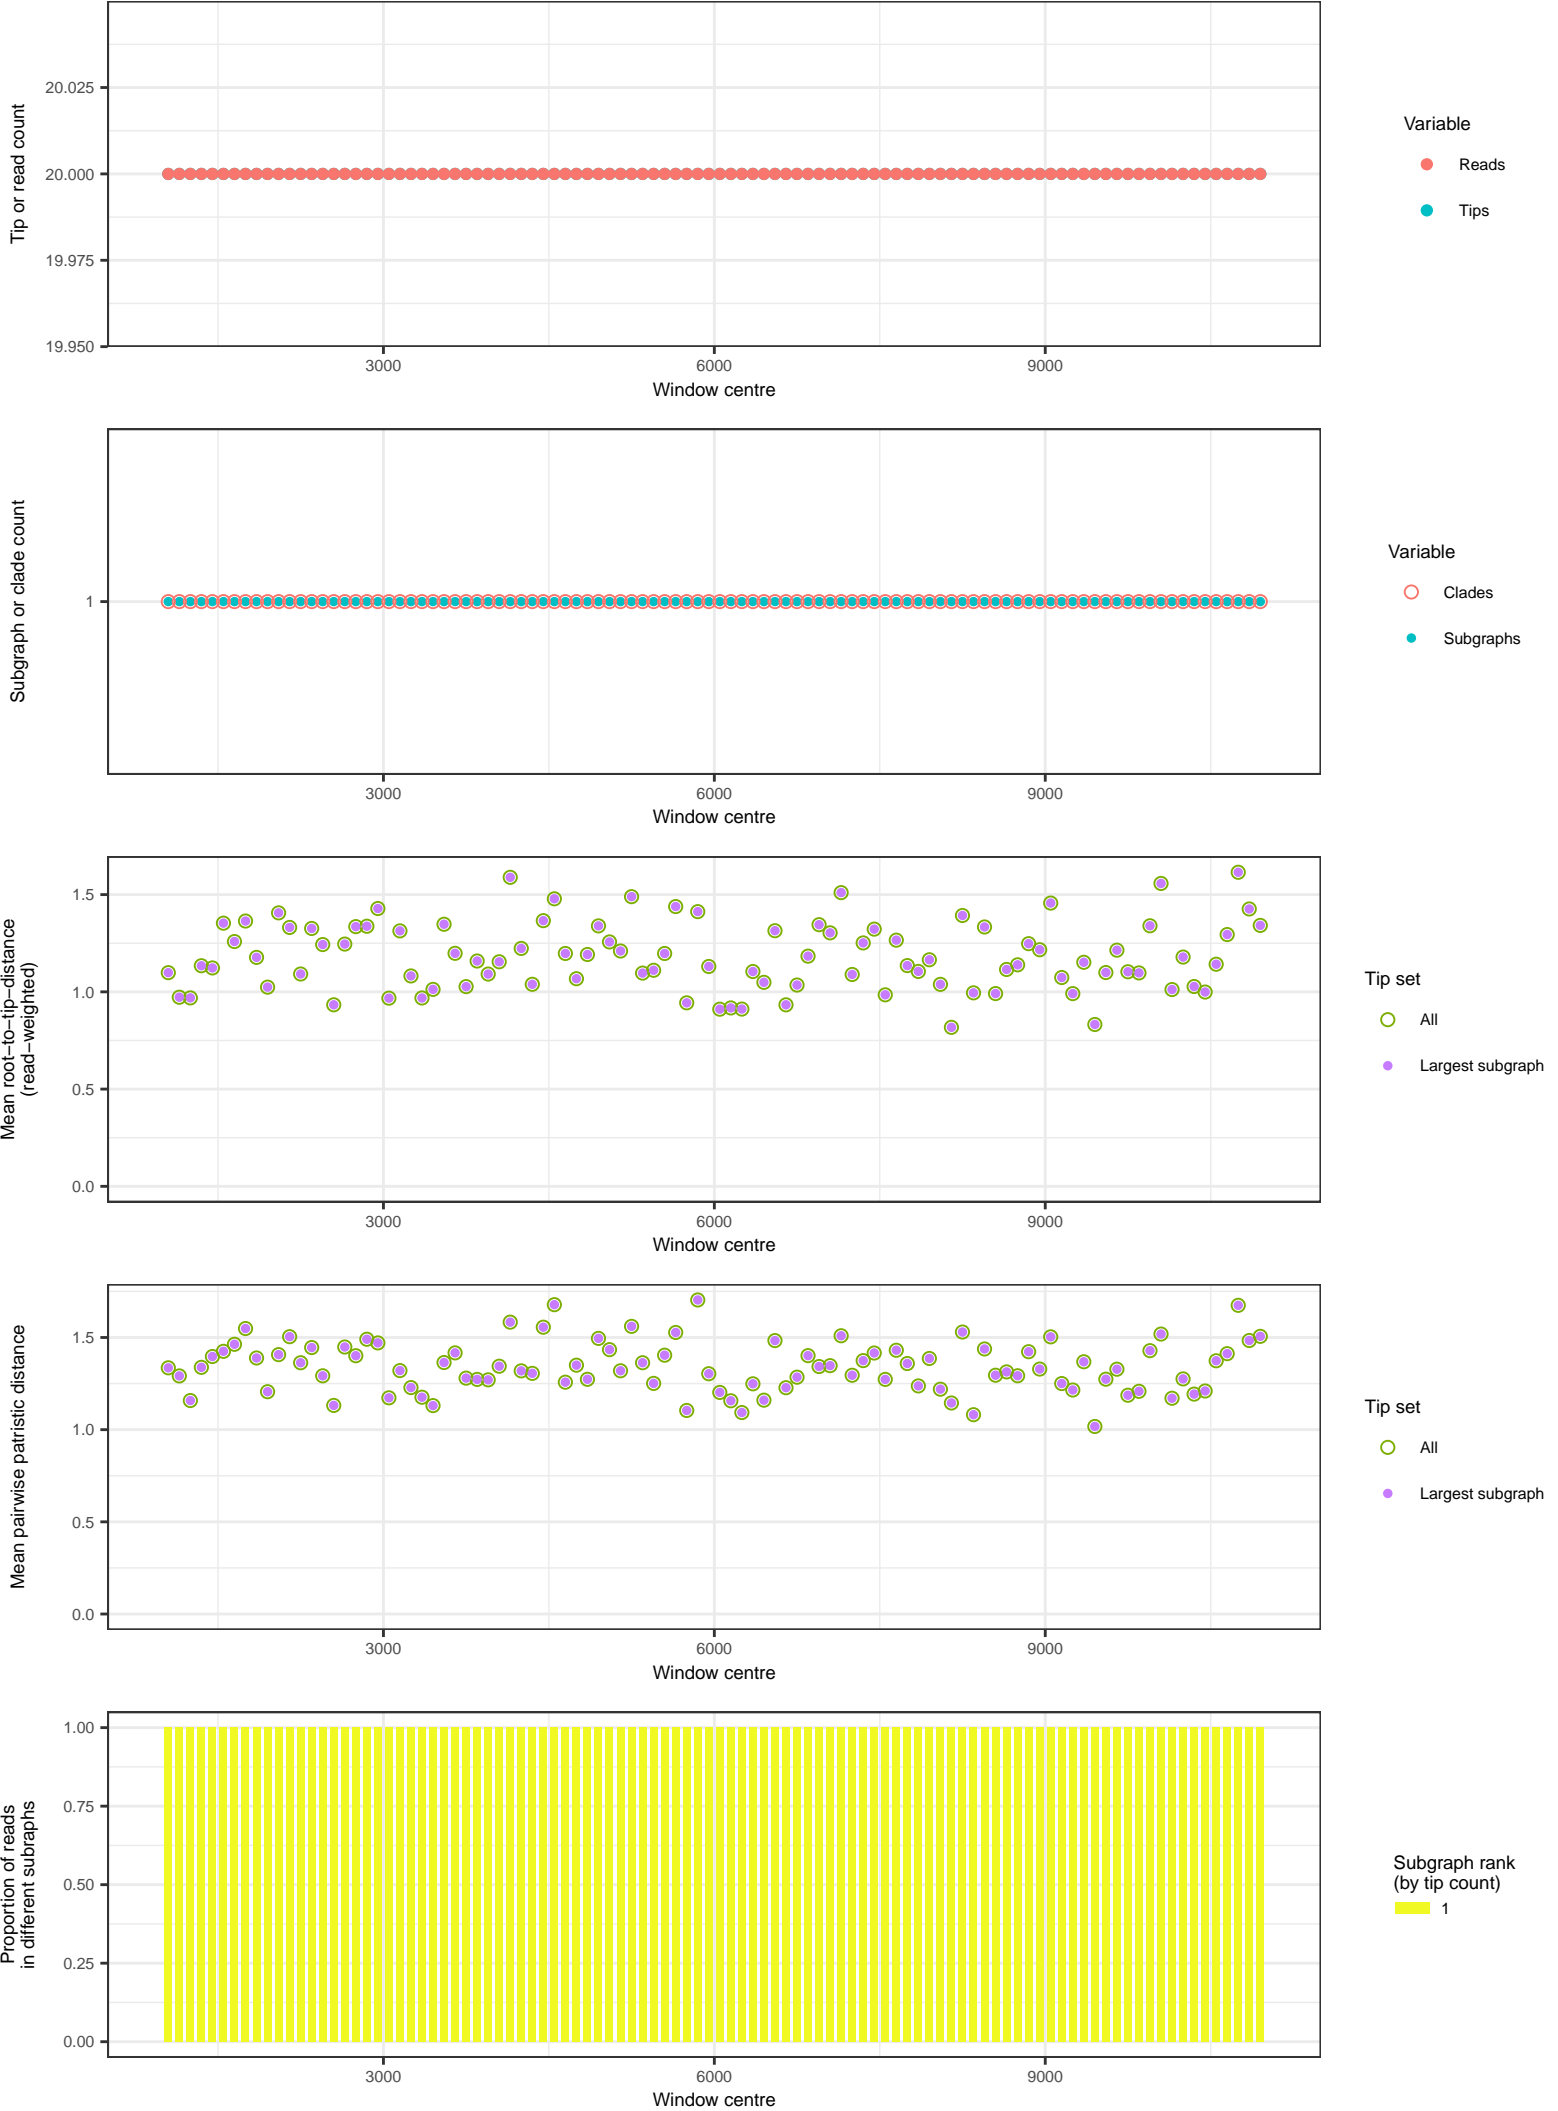 Tip or read count
20.025
20.000
19.975
19.950
3000
6000
9000
Window centre
Variable
Reads
Tips
Subgraph or clade count
1
3000
6000
9000
Window centre
Variable
Clades
Subgraphs
Mean root−to−tip−distance
(read−weighted)
1.5
1.0
0.5
0.0
3000
6000
9000
Window centre
Tip set
All
Largest subgraph
Mean pairwise patristic distance
1.5
1.0
0.5
0.0
3000
6000
9000
Window centre
Tip set
All
Largest subgraph
Proportion of reads
in different subraphs
1.00
0.75
0.50
0.25
0.00
3000
6000
9000
Window centre
Subgraph rank
(by tip count)
1